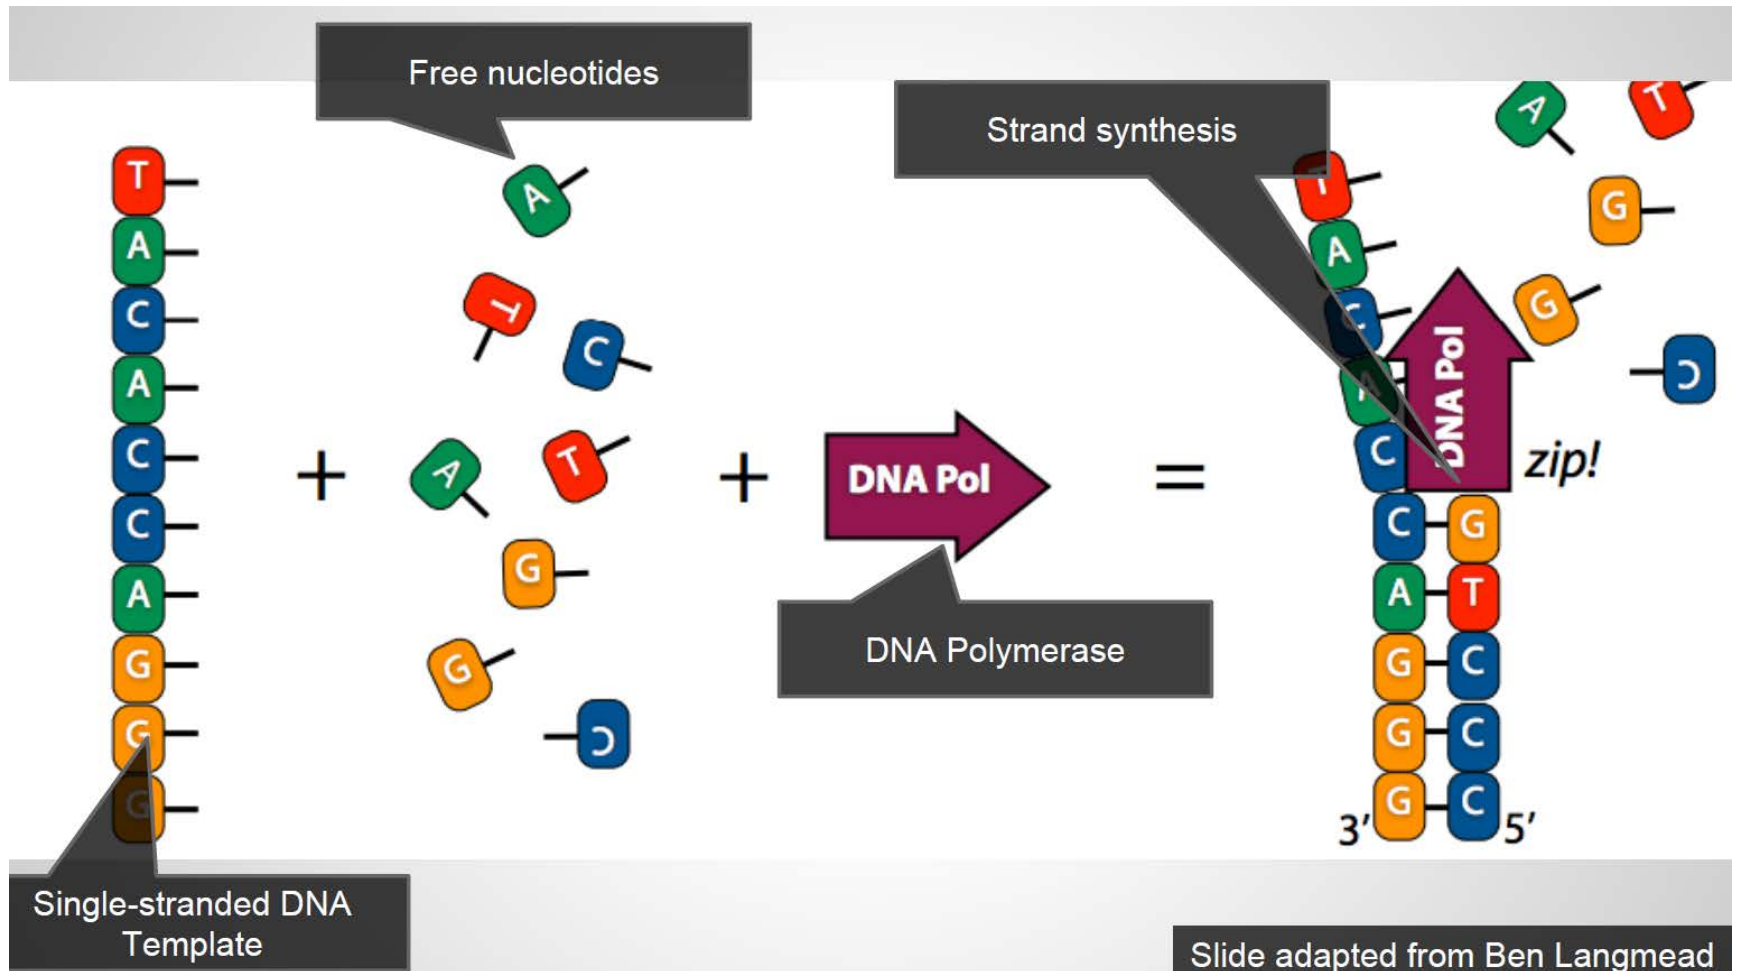 Free nucleotides
Strand synthesis
T
A
C
A
C
C
A
G
G
G
+
A
T
C
A
T
G
G
C
+
DNA Pol
DNA Polymerase
=
A
T
G
G
C
T
A
C
A
C
DNA Pol
zip!
C G
A T
G C
G C
3’ G C 5’
Single-stranded DNA
Template
Slide adapted from Ben Langmead